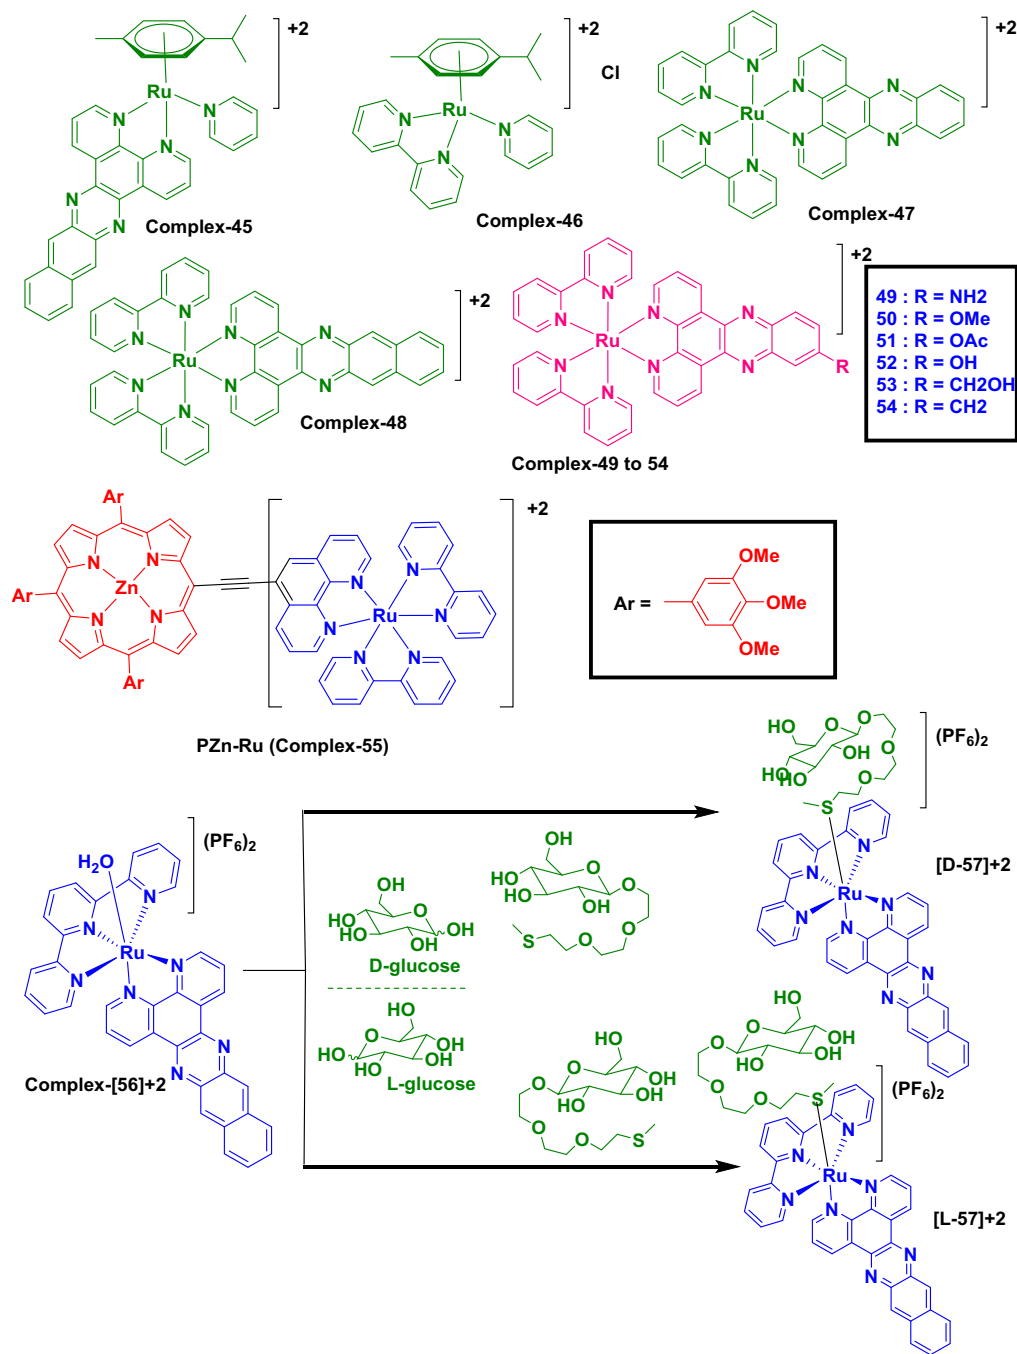 +2
Ru
N
N
N
N
N
Complex-45
+2
Cl
Ru
N
N
N
Complex-46
+2
N
N
N
N
N
N
Ru
N
N
Complex-47
+2
N
N
N
N
N
N
Ru
N
N
Complex-48
+2
N
N
N
N
N
N
Ru
N
N
R
Complex-49 to 54
49 : R = NH2
50 : R = OMe
51 : R = OAc
52 : R = OH
53 : R = CH2OH
54 : R = CH2
Ar
Ar
Ar
N
N
N
N
Zn
+2
N
N
N
N
N
N
Ru
PZn-Ru (Complex-55)
Ar =
OMe
OMe
OMe
H2O
(PF6)2
N
N
N
Ru
N
N
N
N
Complex-[56]+2
OH
O
HO
HO
OH
OH
D-glucose
HO
O
OH
OH
HO
OH
L-glucose
OH
O
HO
HO
OH
O
O
O
S
HO
O
O
OH
OH
OH
O
O
S
HO
O
O
HO
HO
OH
O
O
S
(PF6)2
N
N
N
Ru
N
N
N
N
[D-57]+2
HO
O
O
OH
OH
OH
O
O
S
(PF6)2
N
N
N
Ru
N
N
N
N
[L-57]+2